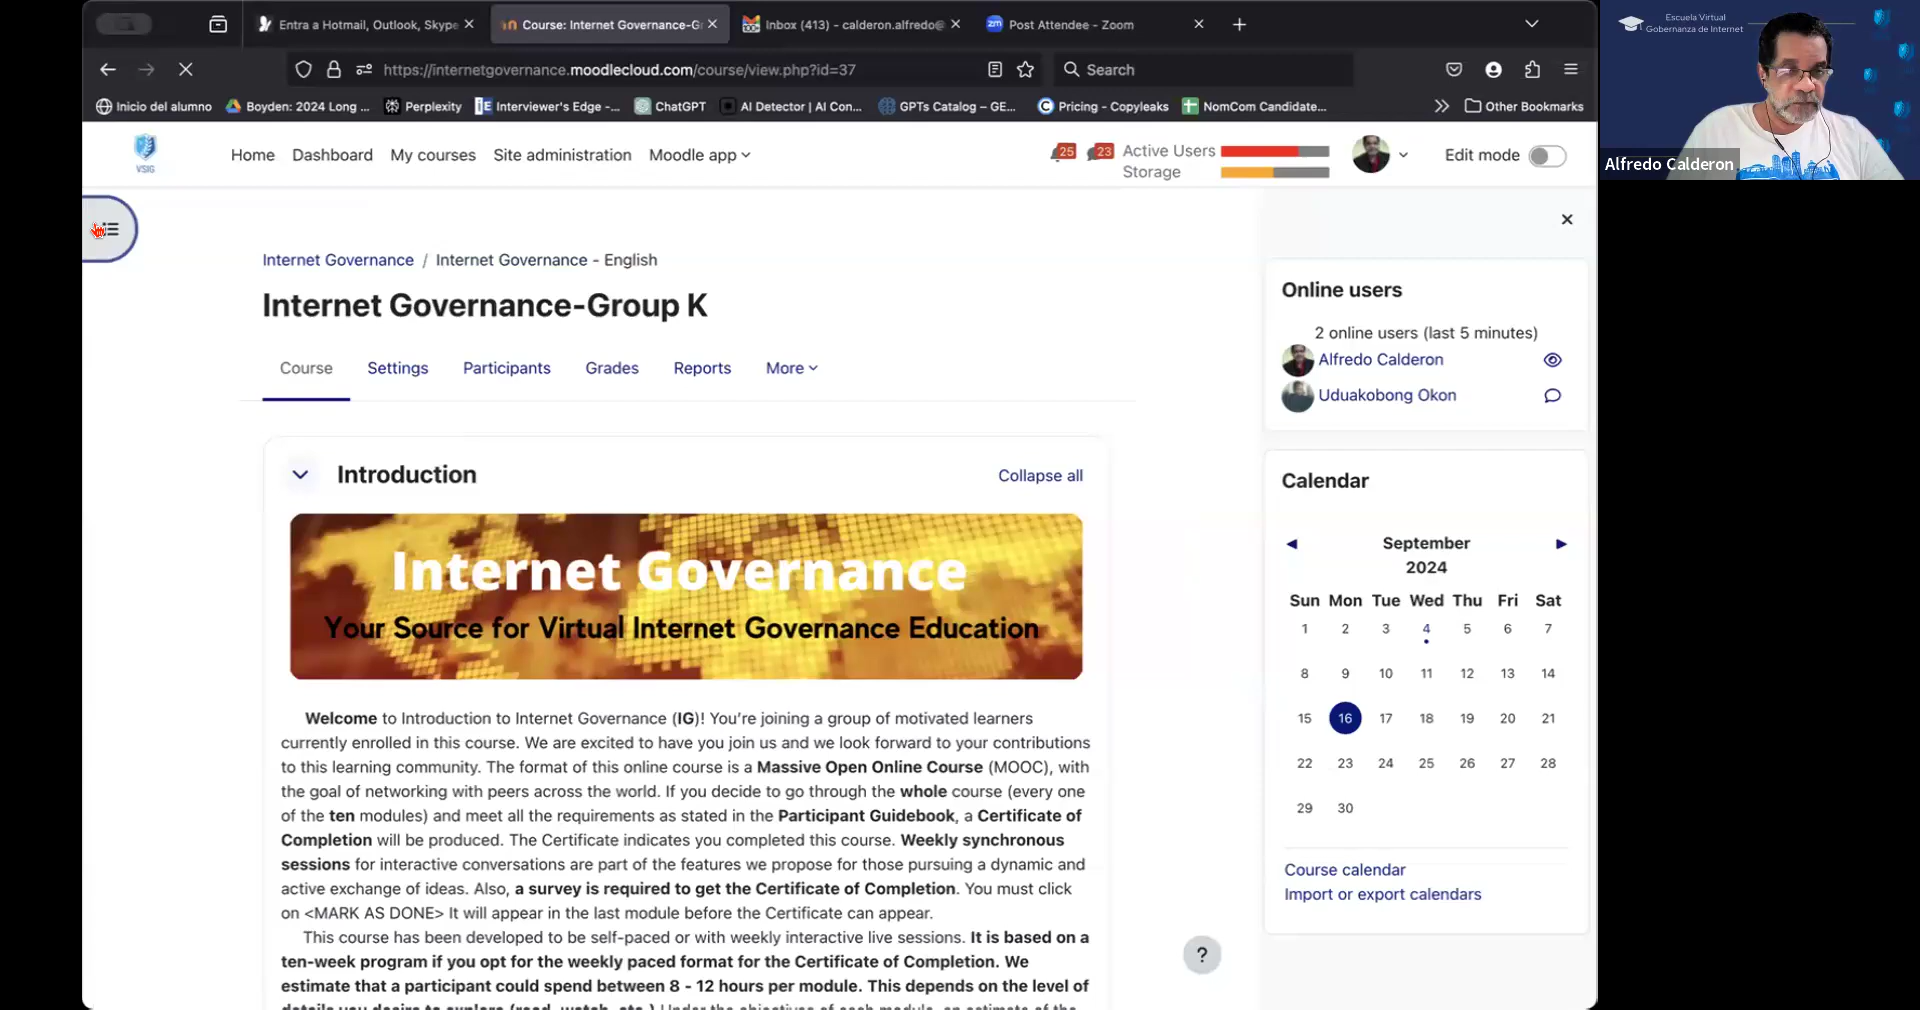 Entra a Hotmail, Outlook, Skype
Course: Internet Governance-G
Inbox (413) - calderon.alfredo@
Post Attendee - Zoom
https://internetgovernance.moodlecloud.com/course/view.php?id=37
Search
Inicio del alumno
Boyden: 2024 Long ...
Perplexity
Interviewer's Edge -...
ChatGPT
AI Detector | AI Con...
GPTs Catalog – GE...
Pricing - Copyleaks
NomCom Candidate...
Other Bookmarks
Escuela Virtual
Gobernanza de Internet
Alfredo Calderon
VSIG
Home
Dashboard
My courses
Site administration
Moodle app
25
23
Active Users
Storage
Edit mode
Internet Governance / Internet Governance - English
Internet Governance-Group K
Course
Settings
Participants
Grades
Reports
More
Introduction
Collapse all
Internet Governance
Your Source for Virtual Internet Governance Education
Welcome to Introduction to Internet Governance (IG)! You’re joining a group of motivated learners
currently enrolled in this course. We are excited to have you join us and we look forward to your contributions
to this learning community. The format of this online course is a Massive Open Online Course (MOOC), with
the goal of networking with peers across the world. If you decide to go through the whole course (every one
of the ten modules) and meet all the requirements as stated in the Participant Guidebook, a Certificate of
Completion will be produced. The Certificate indicates you completed this course. Weekly synchronous
sessions for interactive conversations are part of the features we propose for those pursuing a dynamic and
active exchange of ideas. Also, a survey is required to get the Certificate of Completion. You must click
on <MARK AS DONE> It will appear in the last module before the Certificate can appear.
This course has been developed to be self-paced or with weekly interactive live sessions. It is based on a
ten-week program if you opt for the weekly paced format for the Certificate of Completion. We
estimate that a participant could spend between 8 - 12 hours per module. This depends on the level of
details you desire to explore (read, watch, etc.) Under the objectives of each module, an estimate of the
Online users
2 online users (last 5 minutes)
Alfredo Calderon
Uduakobong Okon
Calendar
◄ September ►
2024
Sun Mon Tue Wed Thu Fri Sat
1 2 3 4 5 6 7
8 9 10 11 12 13 14
15 16 17 18 19 20 21
22 23 24 25 26 27 28
29 30
Course calendar
Import or export calendars
?